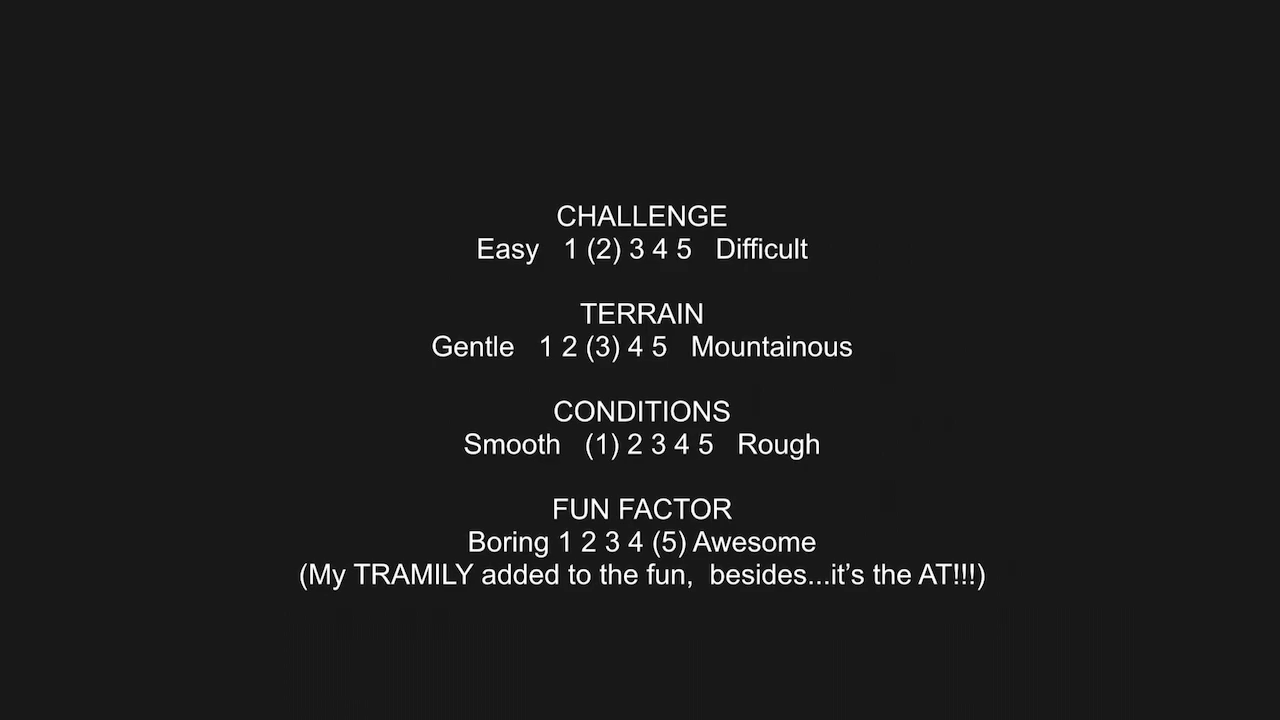 CHALLENGE
Easy   1 (2) 3 4 5   Difficult
TERRAIN
Gentle   1 2 (3) 4 5   Mountainous
CONDITIONS
Smooth   (1) 2 3 4 5   Rough
FUN FACTOR
Boring 1 2 3 4 (5) Awesome
(My TRAMILY added to the fun,  besides...it’s the AT!!!)